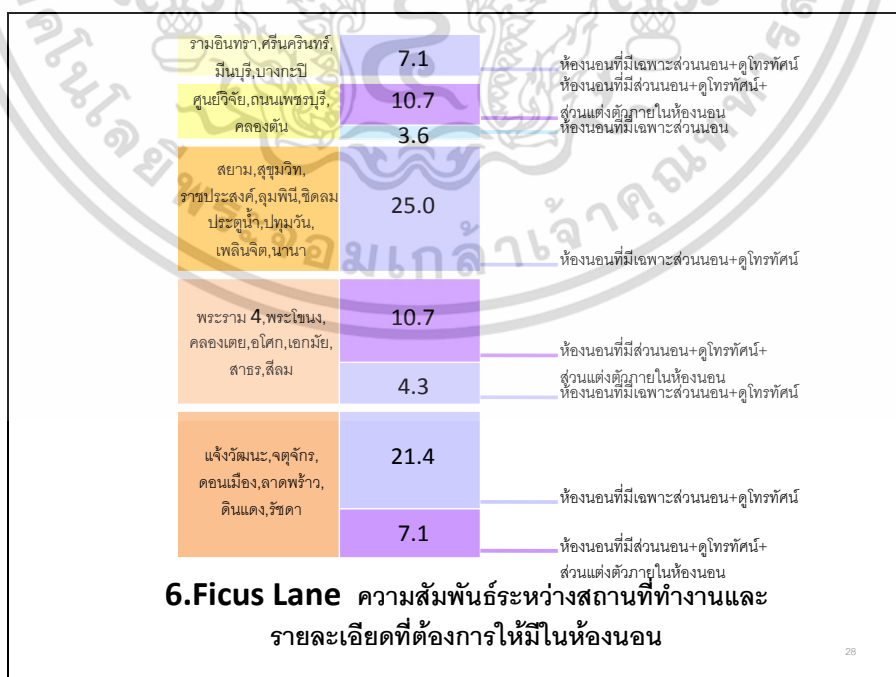 รามอินทรา,ศรีนครินทร์,
มีนบุรี,บางกะปิ
7.1
ห้องนอนที่มีเฉพาะส่วนนอน+ดูโทรทัศน์
ศูนย์วิจัย,ถนนเพชรบุรี,
คลองตัน
10.7
ห้องนอนที่มีส่วนนอน+ดูโทรทัศน์+
ส่วนแต่งตัวภายในห้องนอน
3.6
ห้องนอนที่มีเฉพาะส่วนนอน
สยาม,สุขุมวิท,
ราชประสงค์,ลุมพินี,ชิดลม
ประตูน้ำ,ปทุมวัน,
เพลินจิต,นานา
25.0
ห้องนอนที่มีเฉพาะส่วนนอน+ดูโทรทัศน์
พระราม 4,พระโขนง,
คลองเตย,อโศก,เอกมัย,
สาธร,สีลม
10.7
ห้องนอนที่มีส่วนนอน+ดูโทรทัศน์+
ส่วนแต่งตัวภายในห้องนอน
4.3
ห้องนอนที่มีเฉพาะส่วนนอน+ดูโทรทัศน์
แจ้งวัฒนะ,จตุจักร,
ดอนเมือง,ลาดพร้าว,
ดินแดง,รัชดา
21.4
ห้องนอนที่มีเฉพาะส่วนนอน+ดูโทรทัศน์
7.1
ห้องนอนที่มีส่วนนอน+ดูโทรทัศน์+
ส่วนแต่งตัวภายในห้องนอน
6.Ficus Lane ความสัมพันธ์ระหว่างสถานที่ทำงานและ
รายละเอียดที่ต้องการให้มีในห้องนอน
28
พระจอมเกล้าเจ้าคุณทหาร